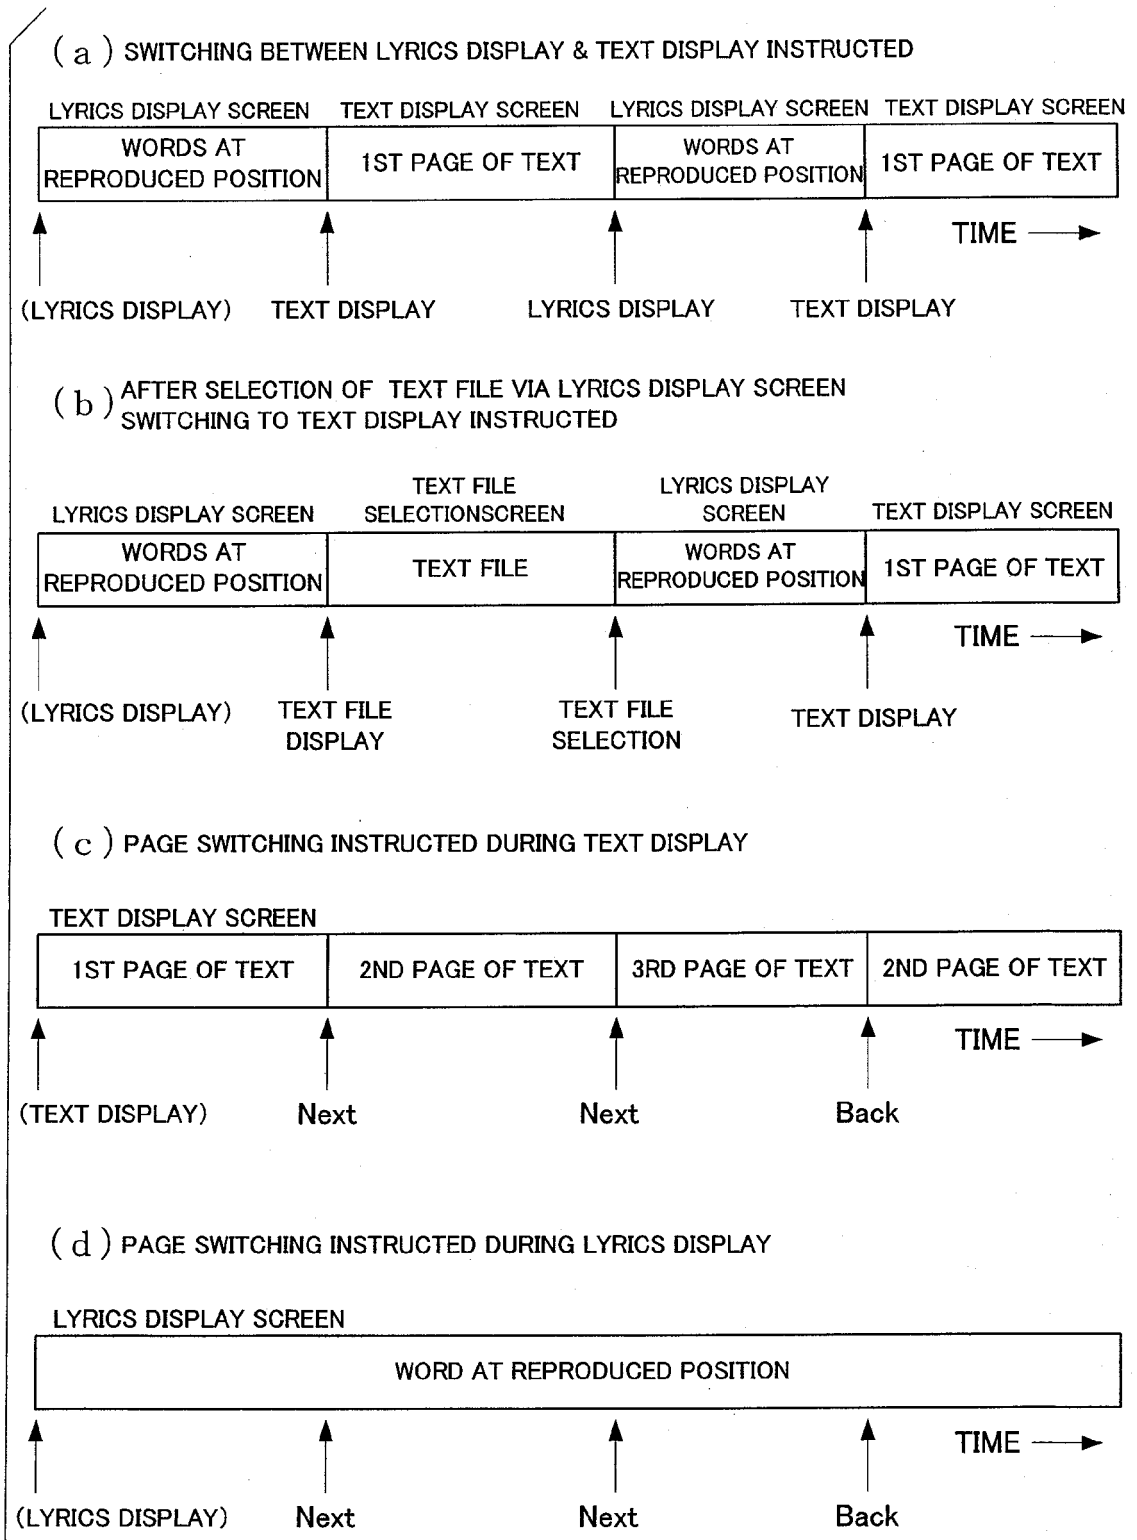 (a) SWITCHING BETWEEN LYRICS DISPLAY & TEXT DISPLAY INSTRUCTED
LYRICS DISPLAY SCREEN TEXT DISPLAY SCREEN LYRICS DISPLAY SCREEN TEXT DISPLAY SCREEN
WORDS AT
REPRODUCED POSITION
1ST PAGE OF TEXT
WORDS AT
REPRODUCED POSITION
1ST PAGE OF TEXT
TIME
(LYRICS DISPLAY) TEXT DISPLAY LYRICS DISPLAY TEXT DISPLAY
(b) AFTER SELECTION OF TEXT FILE VIA LYRICS DISPLAY SCREEN
SWITCHING TO TEXT DISPLAY INSTRUCTED
LYRICS DISPLAY SCREEN
TEXT FILE
SELECTIONSCREEN
LYRICS DISPLAY
SCREEN
TEXT DISPLAY SCREEN
WORDS AT
REPRODUCED POSITION
TEXT FILE
WORDS AT
REPRODUCED POSITION
1ST PAGE OF TEXT
TIME
(LYRICS DISPLAY)
TEXT FILE
DISPLAY
TEXT FILE
SELECTION
TEXT DISPLAY
(c) PAGE SWITCHING INSTRUCTED DURING TEXT DISPLAY
TEXT DISPLAY SCREEN
1ST PAGE OF TEXT 2ND PAGE OF TEXT 3RD PAGE OF TEXT 2ND PAGE OF TEXT
TIME
(TEXT DISPLAY) Next Next Back
(d) PAGE SWITCHING INSTRUCTED DURING LYRICS DISPLAY
LYRICS DISPLAY SCREEN
WORD AT REPRODUCED POSITION
TIME
(LYRICS DISPLAY) Next Next Back